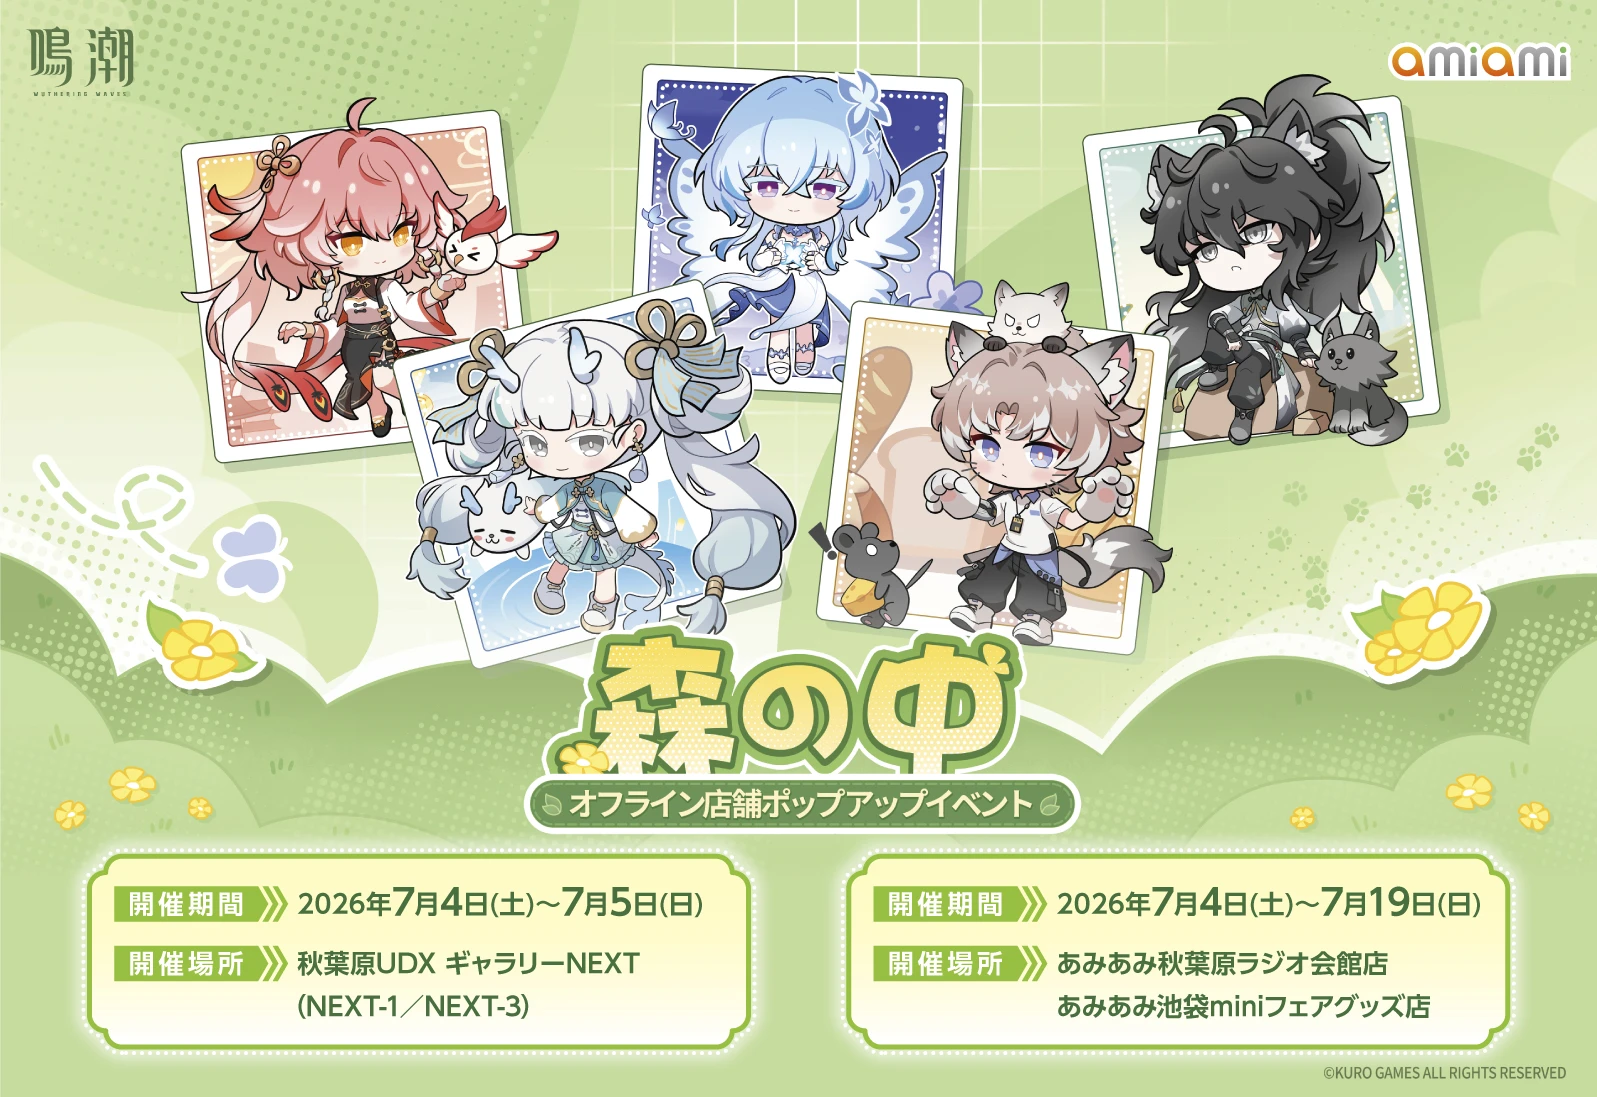 鳴潮
WUTHERING WAVES
amiami
森の中
オフライン店舗ポップアップイベント
開催期間
2026年7月4日(土)～7月5日(日)
開催場所
秋葉原UDX ギャラリーNEXT
(NEXT-1／NEXT-3)
開催期間
2026年7月4日(土)～7月19日(日)
開催場所
あみあみ秋葉原ラジオ会館店
あみあみ池袋miniフェアグッズ店
©KURO GAMES ALL RIGHTS RESERVED